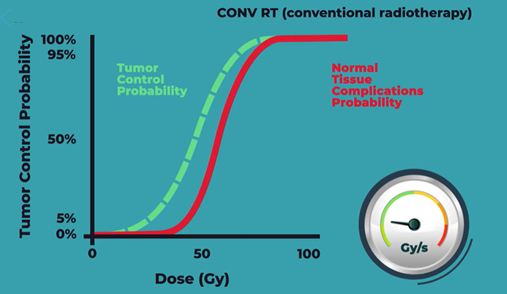 CONV RT (conventional radiotherapy)
Tumor Control Probability
100%
95%
50%
5%
0%
Tumor
Control
Probability
Normal
Tissue
Complications
Probability
0
50
100
Dose (Gy)
Gy/s